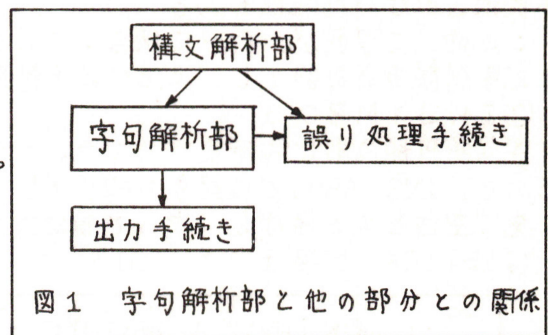 構文解析部
字句解析部
誤り処理手続き
出力手続き
図1 字句解析部と他の部分との関係